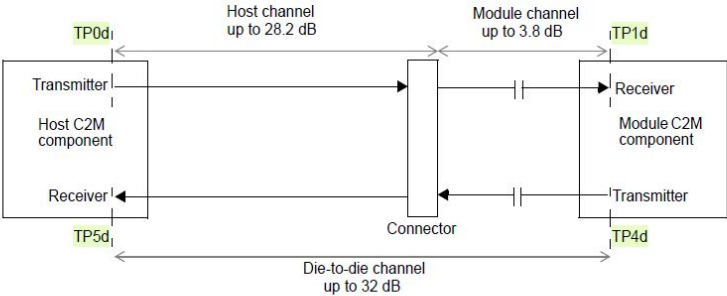 Host channel
up to 28.2 dB
Module channel
up to 3.8 dB
TP0d
TP1d
Transmitter
Receiver
Host C2M
component
Module C2M
component
Receiver
Transmitter
Connector
TP5d
TP4d
Die-to-die channel
up to 32 dB